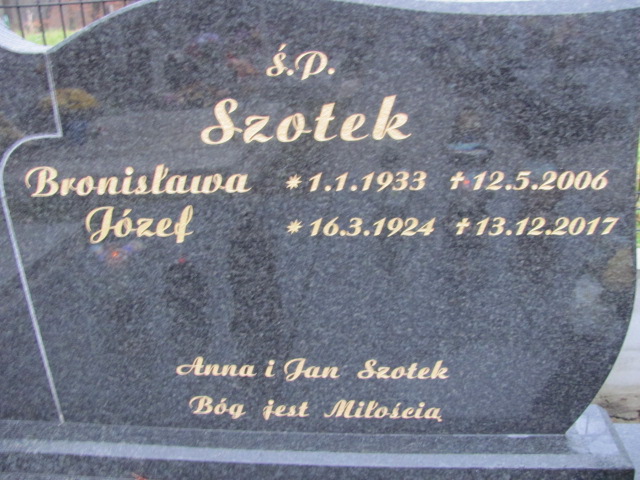 Ś.P.
Szotek
Bronisława * 1.1.1933 ✝ 12.5.2006
Józef * 16.3.1924 ✝ 13.12.2017
Anna i Jan Szotek
Bóg jest Miłością